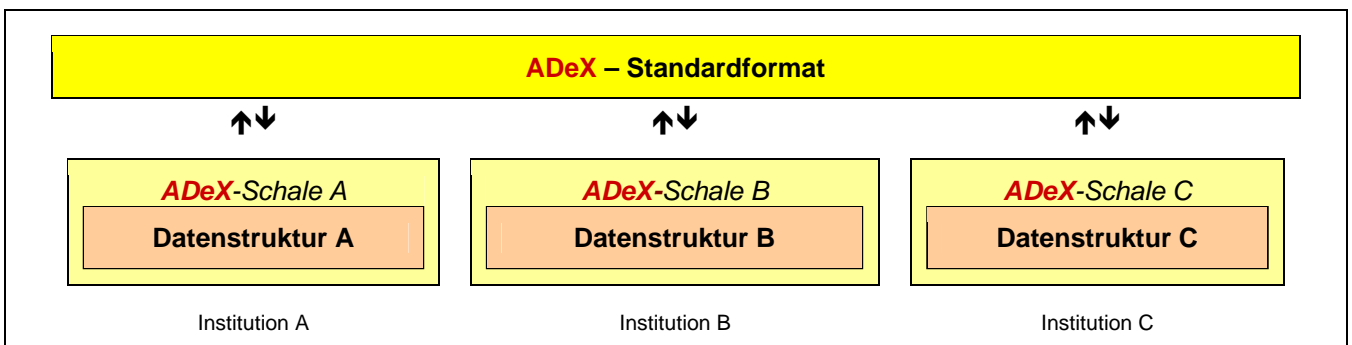 ADeX – Standardformat
ADeX-Schale A
Datenstruktur A
Institution A
ADeX-Schale B
Datenstruktur B
Institution B
ADeX-Schale C
Datenstruktur C
Institution C